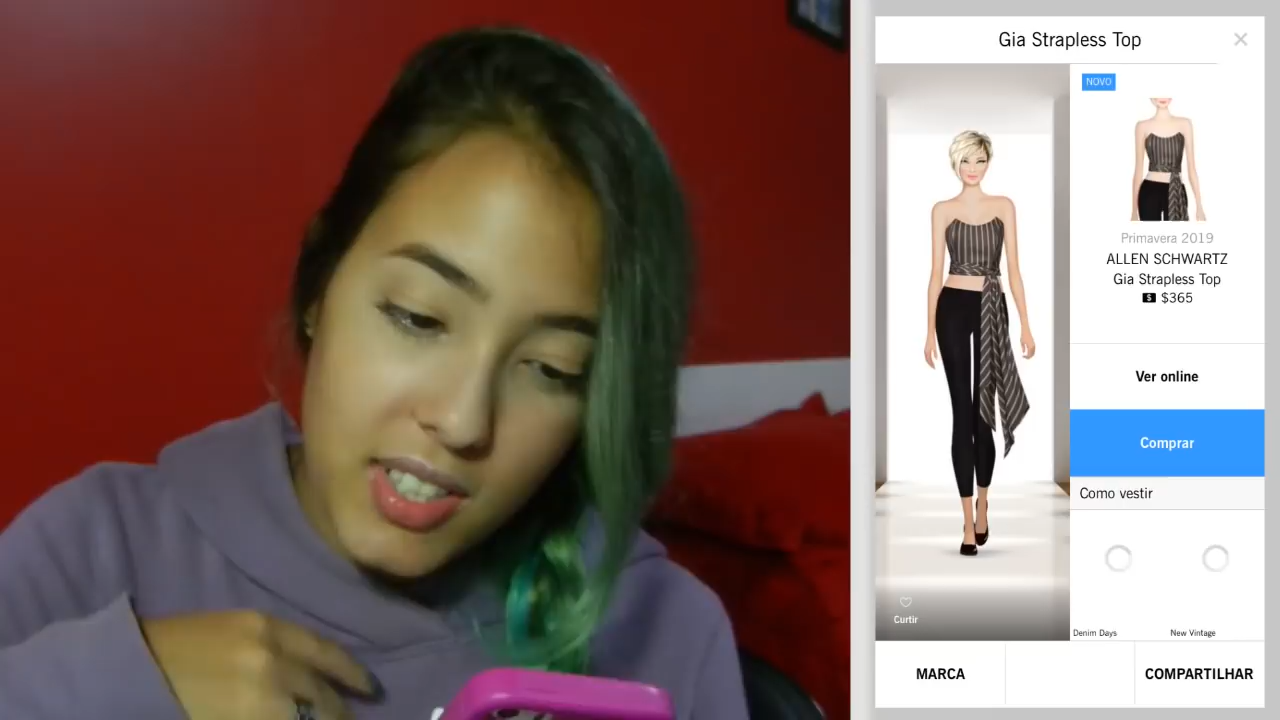 Gia Strapless Top
NOVO
Primavera 2019
ALLEN SCHWARTZ
Gia Strapless Top
$ $365
Ver online
Comprar
Como vestir
Curtir
Denim Days
New Vintage
MARCA
COMPARTILHAR